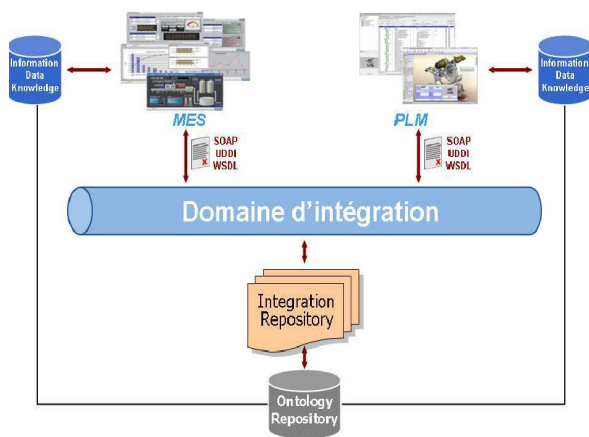 Information
Data
Knowledge
MES
PLM
Information
Data
Knowledge
SOAP
UDDI
WSDL
SOAP
UDDI
WSDL
Domaine d'intégration
Integration
Repository
Ontology
Repository